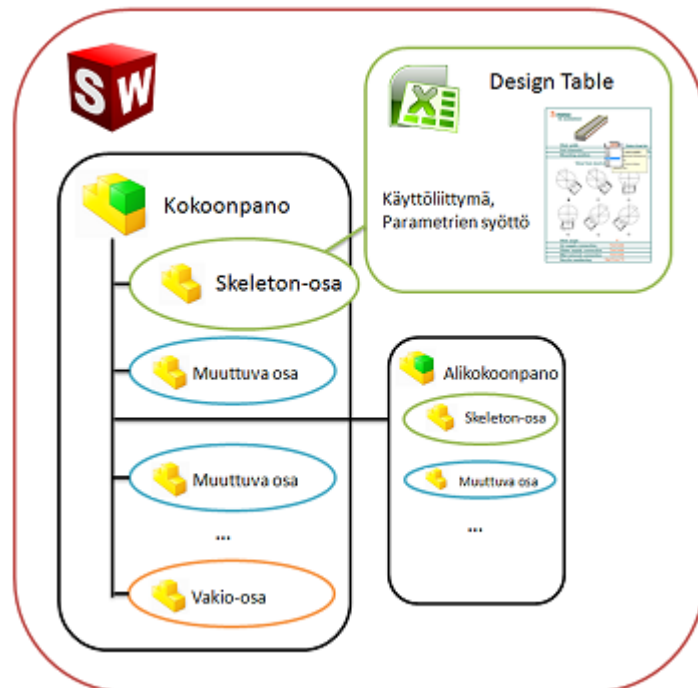 SW
Design Table
Käyttöliittymä,
Parametrien syöttö
Kokoonpano
Skeleton-osa
Muuttuva osa
Alikokoonpano
Skeleton-osa
Muuttuva osa
...
Muuttuva osa
...
Vakio-osa